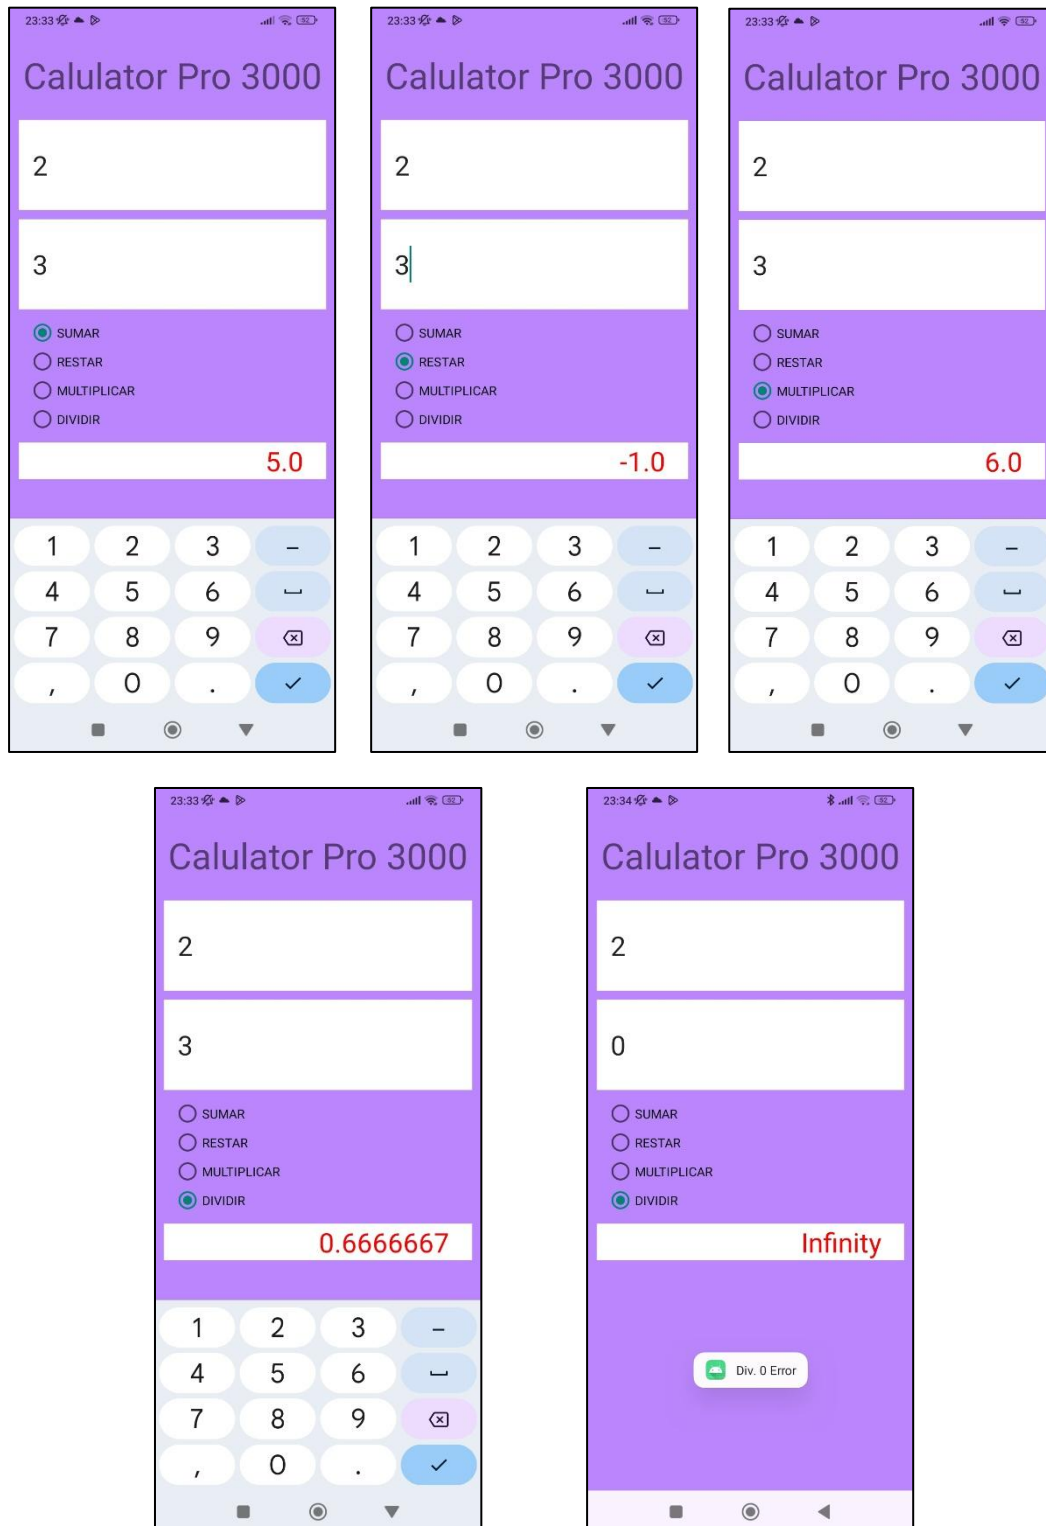 23:33
Calulator Pro 3000
2
3
SUMAR
RESTAR
MULTIPLICAR
DIVIDIR
5.0
1 2 3 –
4 5 6
7 8 9
, 0 .
23:33
Calulator Pro 3000
2
3
SUMAR
RESTAR
MULTIPLICAR
DIVIDIR
-1.0
1 2 3 –
4 5 6
7 8 9
, 0 .
23:33
Calulator Pro 3000
2
3
SUMAR
RESTAR
MULTIPLICAR
DIVIDIR
6.0
1 2 3 –
4 5 6
7 8 9
, 0 .
23:33
Calulator Pro 3000
2
3
SUMAR
RESTAR
MULTIPLICAR
DIVIDIR
0.6666667
1 2 3 –
4 5 6
7 8 9
, 0 .
23:34
Calulator Pro 3000
2
0
SUMAR
RESTAR
MULTIPLICAR
DIVIDIR
Infinity
Div. 0 Error